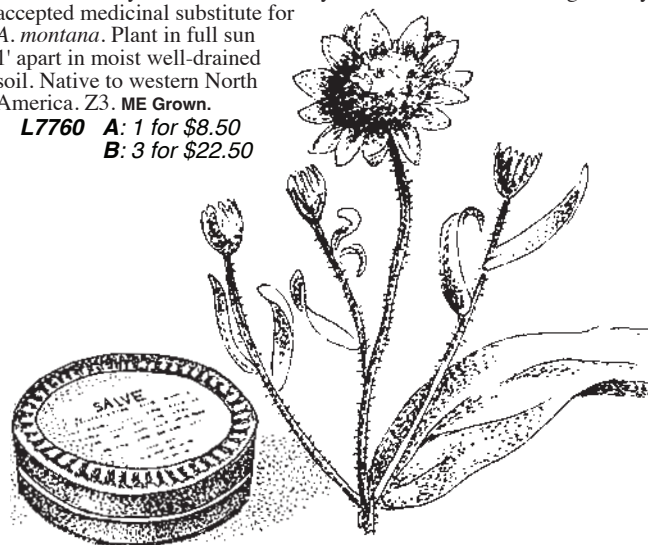 accepted medicinal substitute for
A. montana. Plant in full sun
1' apart in moist well-drained
soil. Native to western North
America. Z3. ME Grown.
L7760 A: 1 for $8.50
B: 3 for $22.50
SALVE